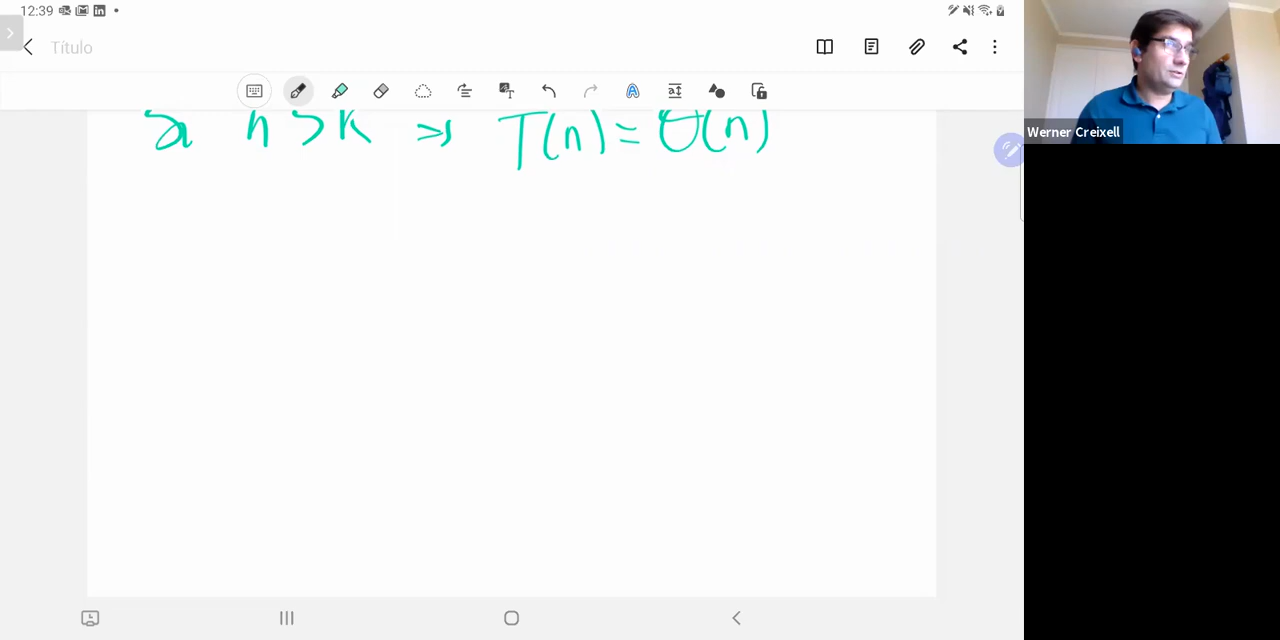 12:39
Título
si n > k ⇒ T(n) = Θ(n)
Werner Creixell